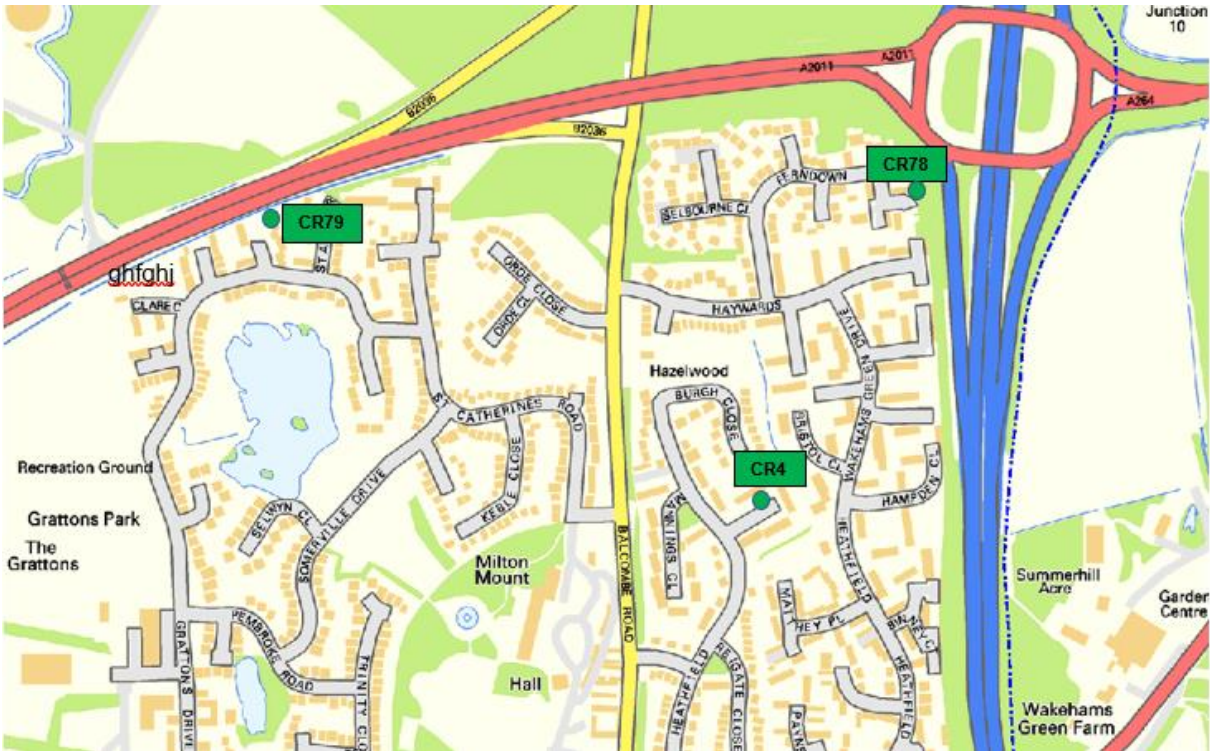 Junction
10
A2011
A2011
A264
B2036
B2036
CR78
FERNDOWN
SELBOURNE CL
CR79
ghfghj
CLARE C
ORDE CLOSE
ORDE CL
HAYWARDS
WAKEHAMS GREEN DRIVE
Hazelwood
BURGH CLOSE
ST CATHERINES ROAD
BRISTOL CL
CR4
HAMPDEN CL
Recreation Ground
KEBLE CLOSE
MANNINGS CL
SELWYN CL
SOMERVILLE DRIVE
Grattons Park
The
Grattons
BALCOMBE ROAD
HEATHFIELD
Milton
Mount
Summerhill
Acre
Garden
Centre
MATTHEY PL
BINNEY C
PEMBROKE ROAD
GRATTONS DRIVE
TRINITY CLO
Hall
HEATHFIELD
REIGATE CLOSE
HEATHFIELD
PAYNE
Wakehams
Green Farm